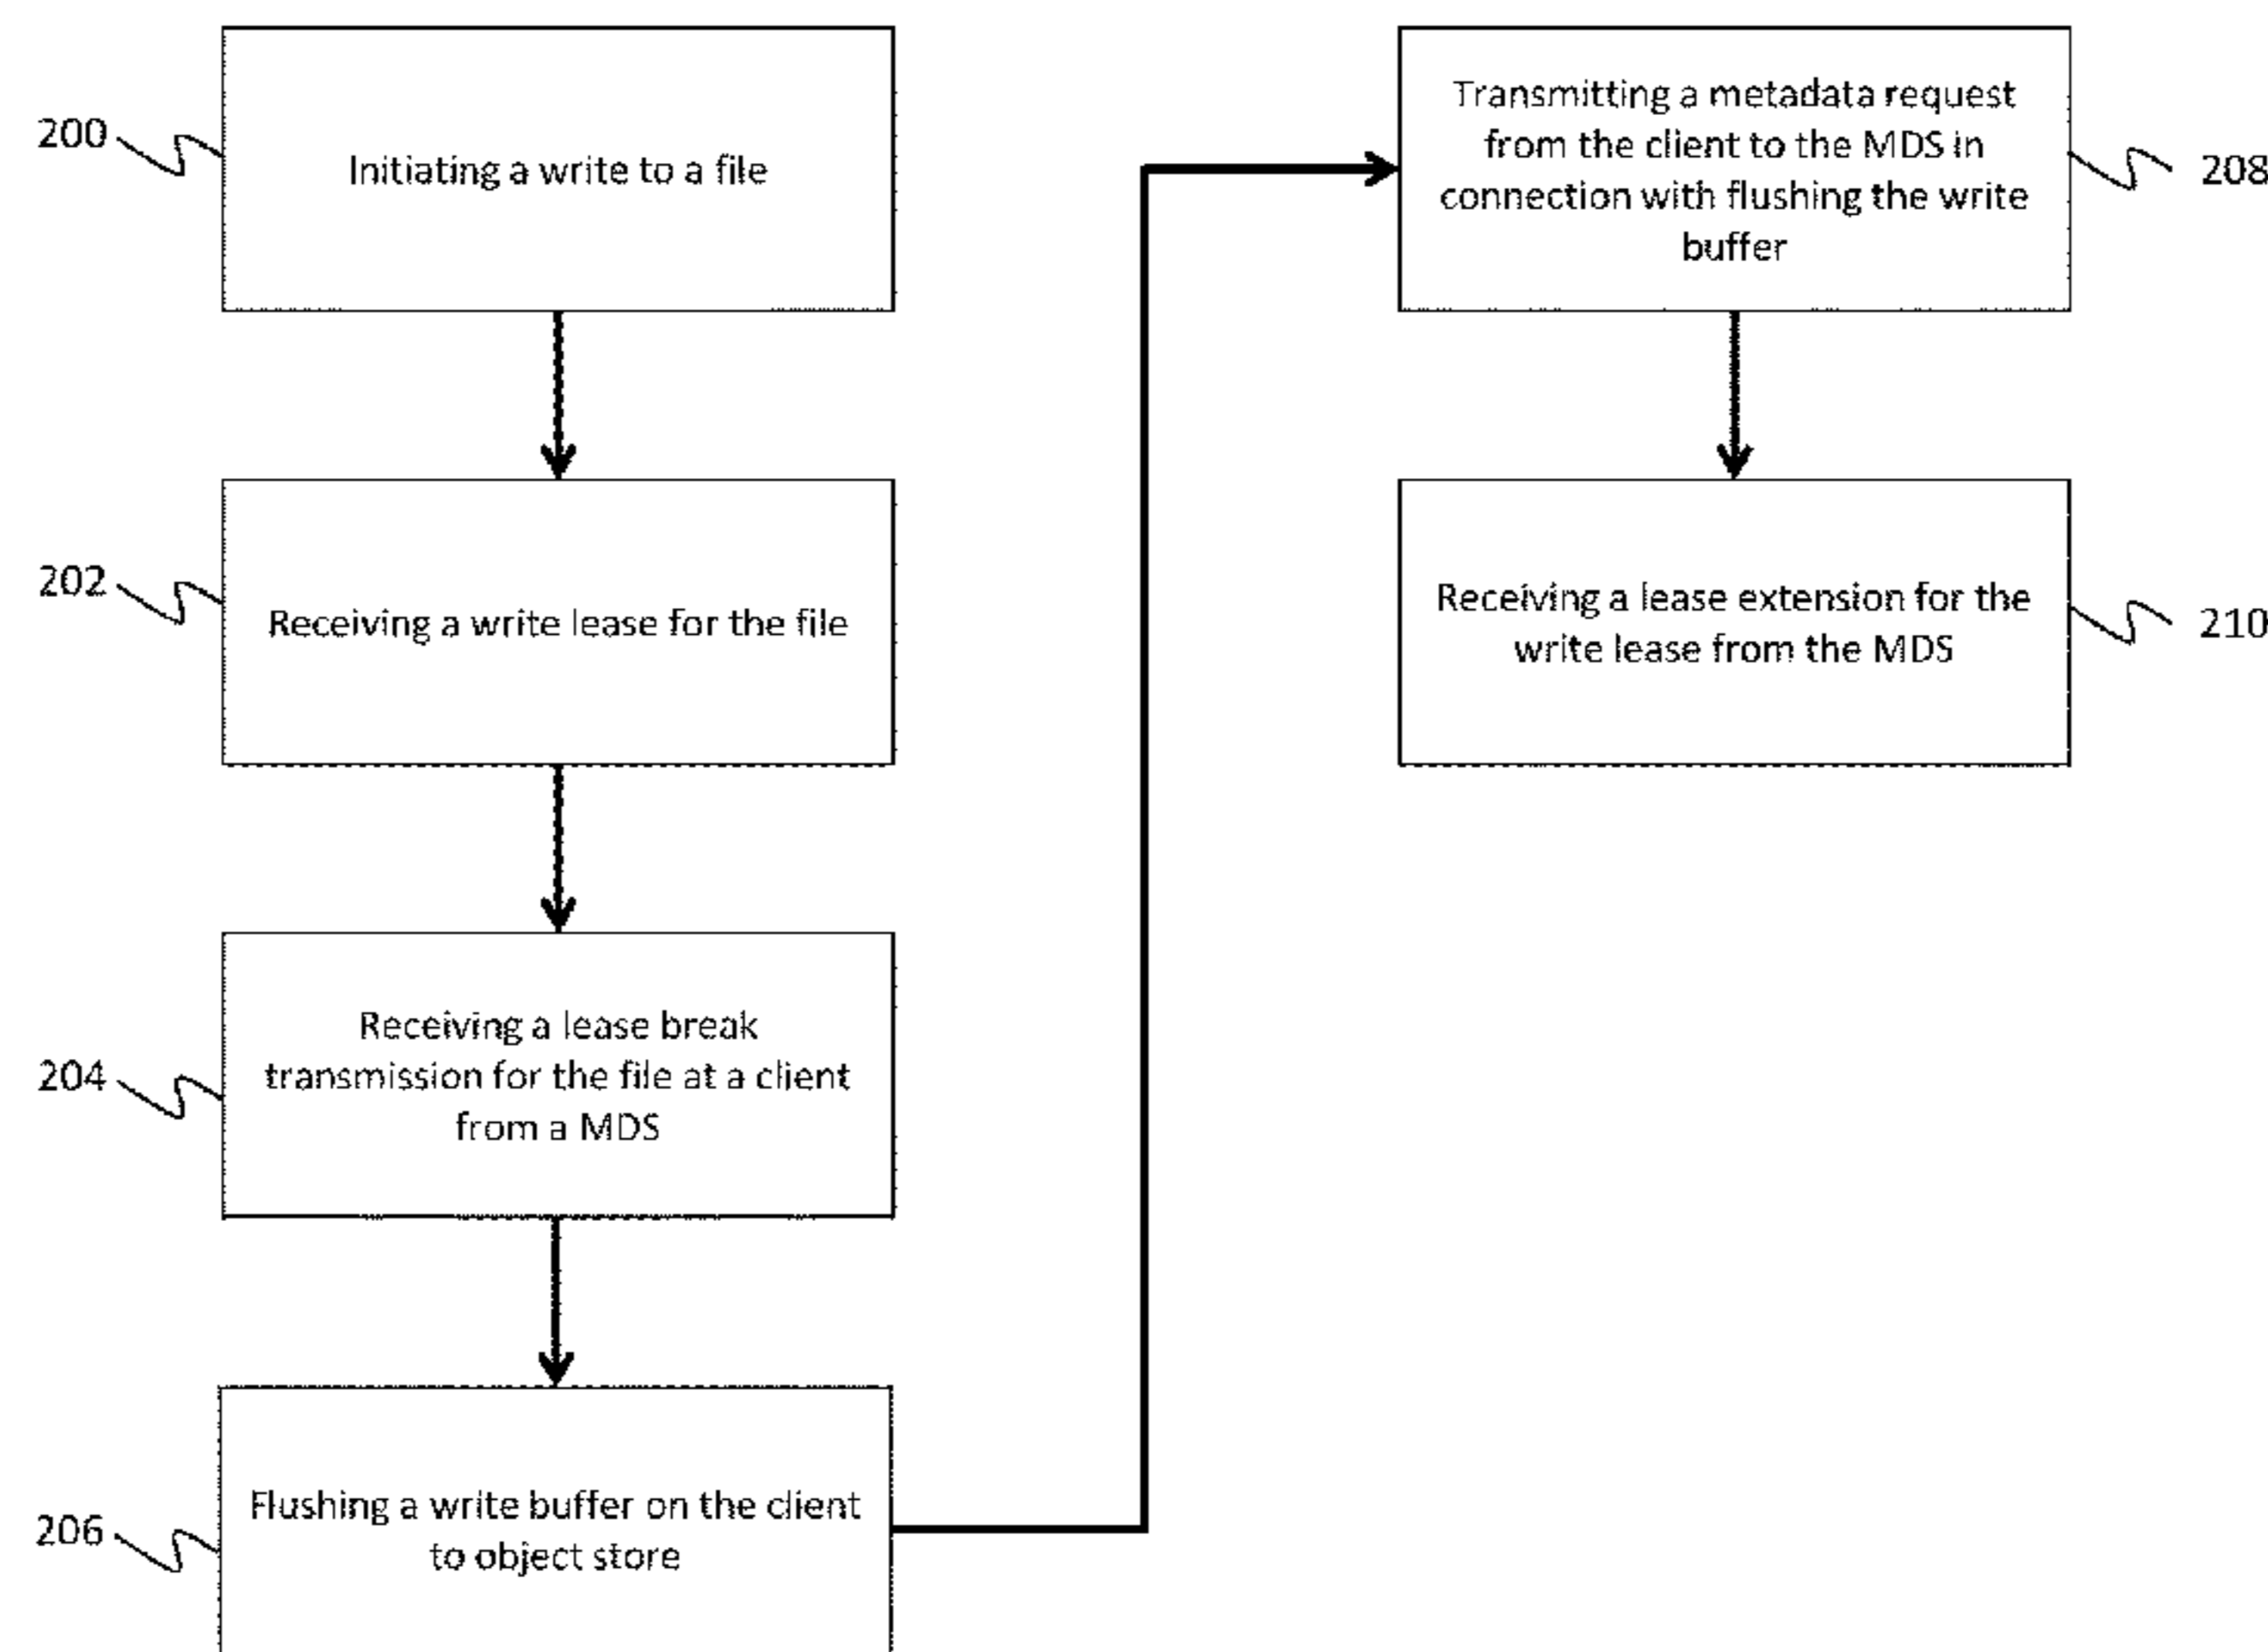 200
Initiating a write to a file
202
Receiving a write lease for the file
204
Receiving a lease break
transmission for the file at a client
from a MDS
206
Flushing a write buffer on the client
to object store
Transmitting a metadata request
from the client to the MDS in
connection with flushing the write
buffer
208
Receiving a lease extension for the
write lease from the MDS
210